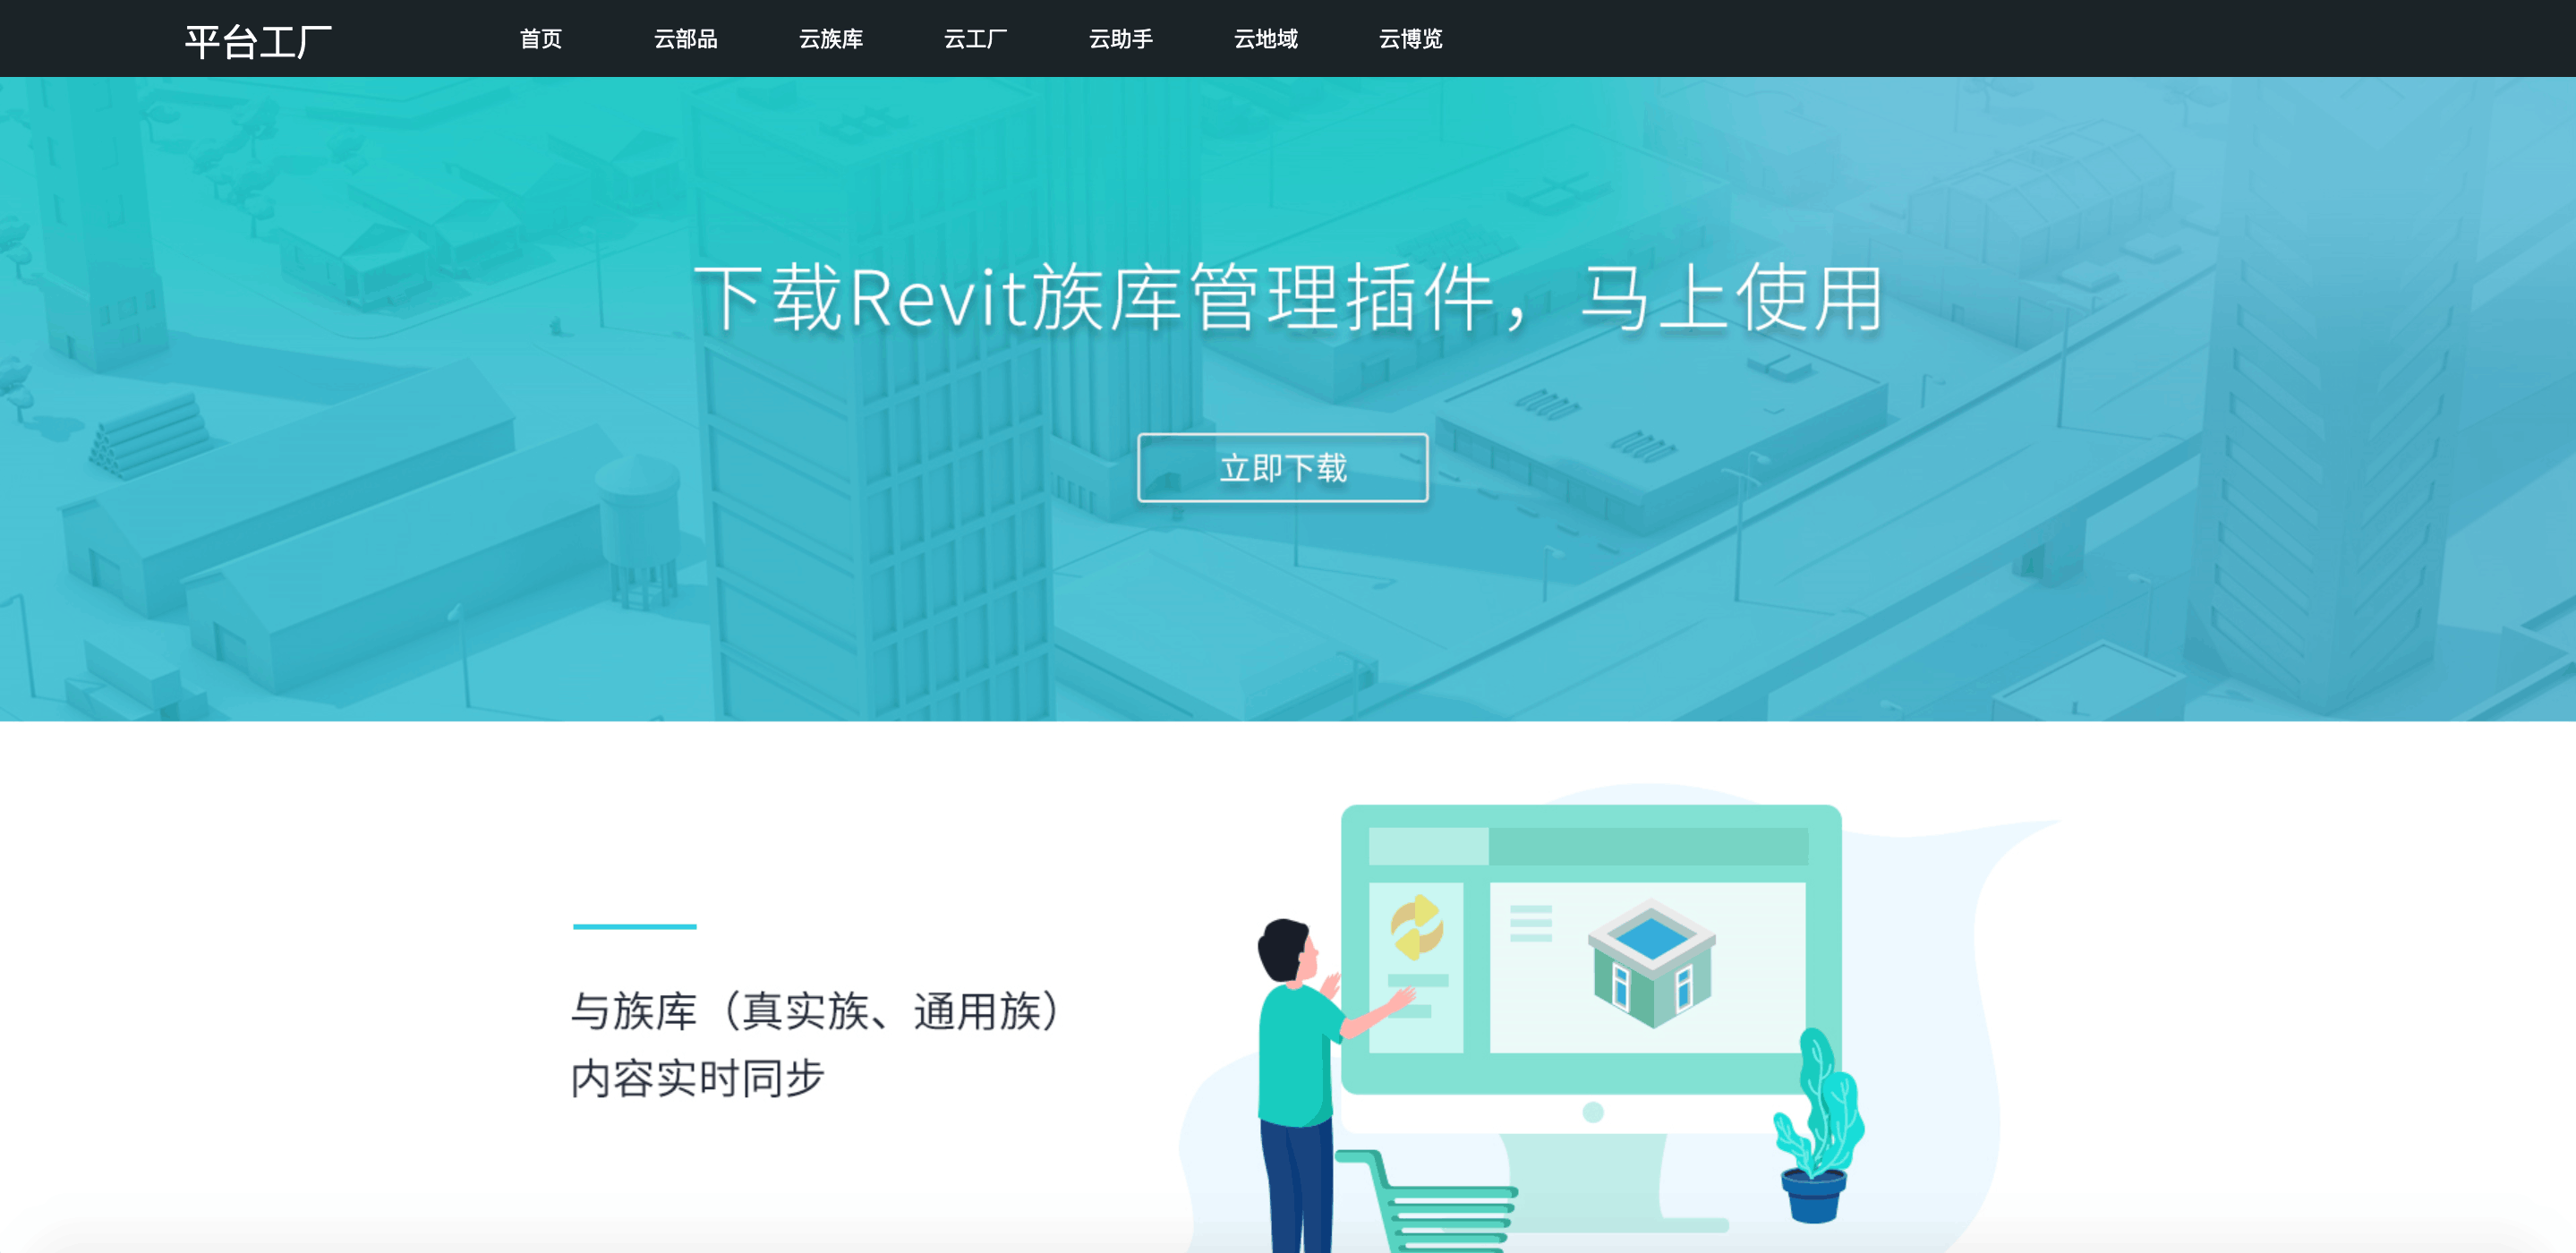 平台工厂
首页 云部品 云族库 云工厂 云助手 云地域 云博览
下载Revit族库管理插件，马上使用
立即下载
与族库（真实族、通用族）
内容实时同步